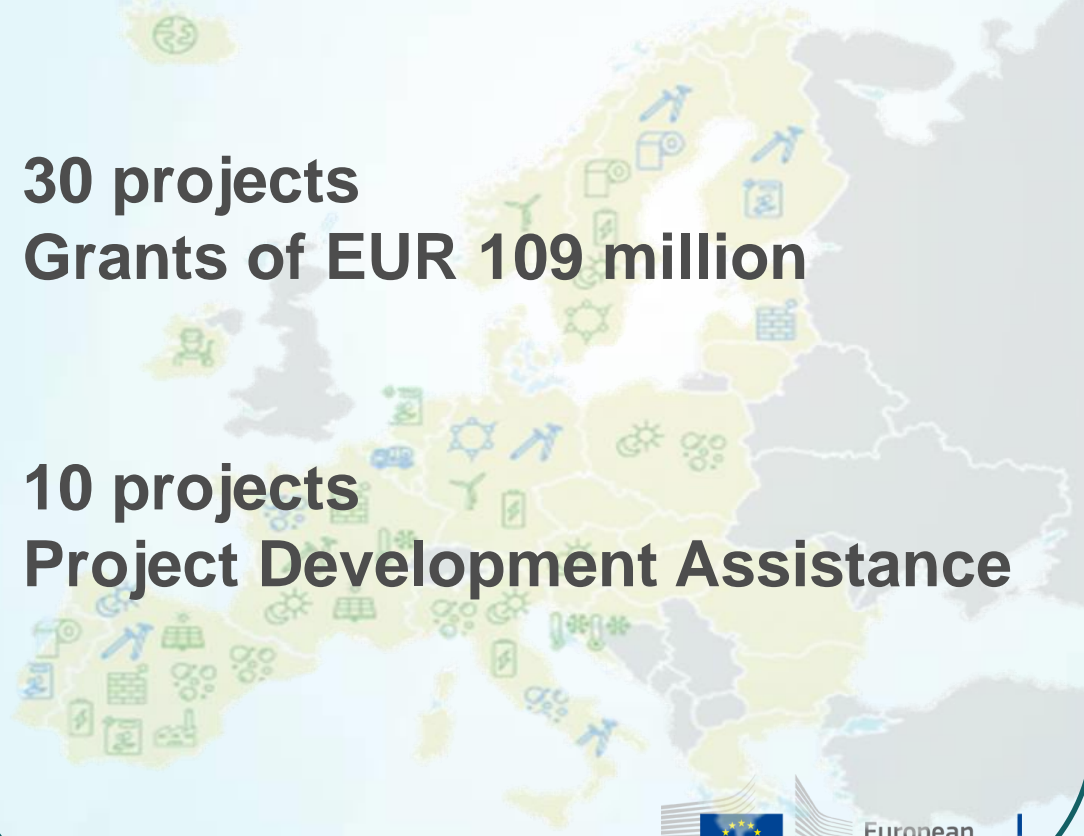 30 projects
Grants of EUR 109 million
10 projects
Project Development Assistance
European